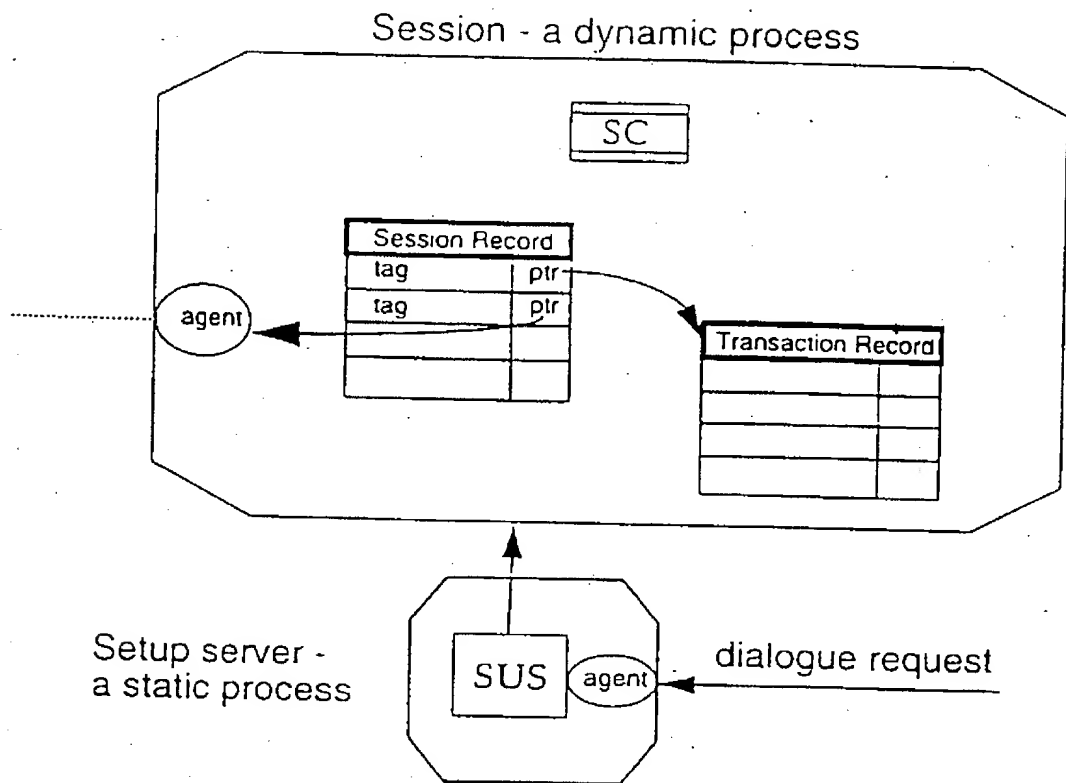 Session - a dynamic process
SC
Session Record
tag ptr
tag ptr
agent
Transaction Record
Setup server -
a static process
SUS
agent
dialogue request